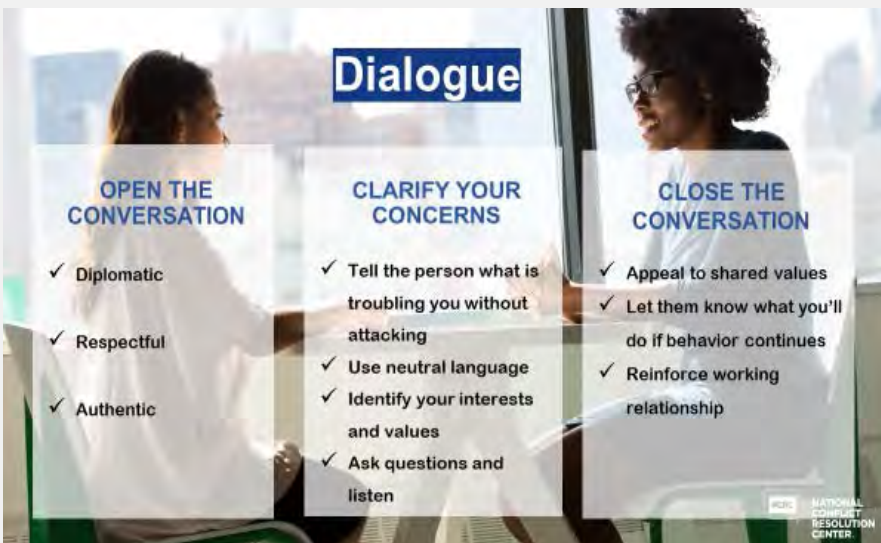 Dialogue
OPEN THE
CONVERSATION
✓ Diplomatic
✓ Respectful
✓ Authentic
CLARIFY YOUR
CONCERNS
✓ Tell the person what is
troubling you without
attacking
✓ Use neutral language
✓ Identify your interests
and values
✓ Ask questions and
listen
CLOSE THE
CONVERSATION
✓ Appeal to shared values
✓ Let them know what you'll
do if behavior continues
✓ Reinforce working
relationship
NATIONAL
CONFLICT
RESOLUTION
CENTER